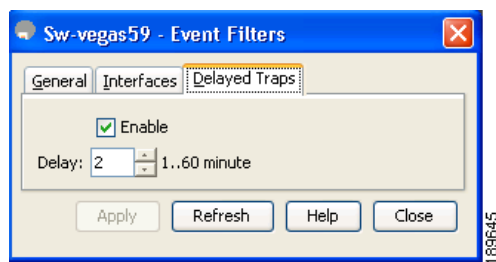 Sw-vegas59 - Event Filters
General Interfaces Delayed Traps
Enable
Delay: 2 1..60 minute
Apply Refresh Help Close
189645